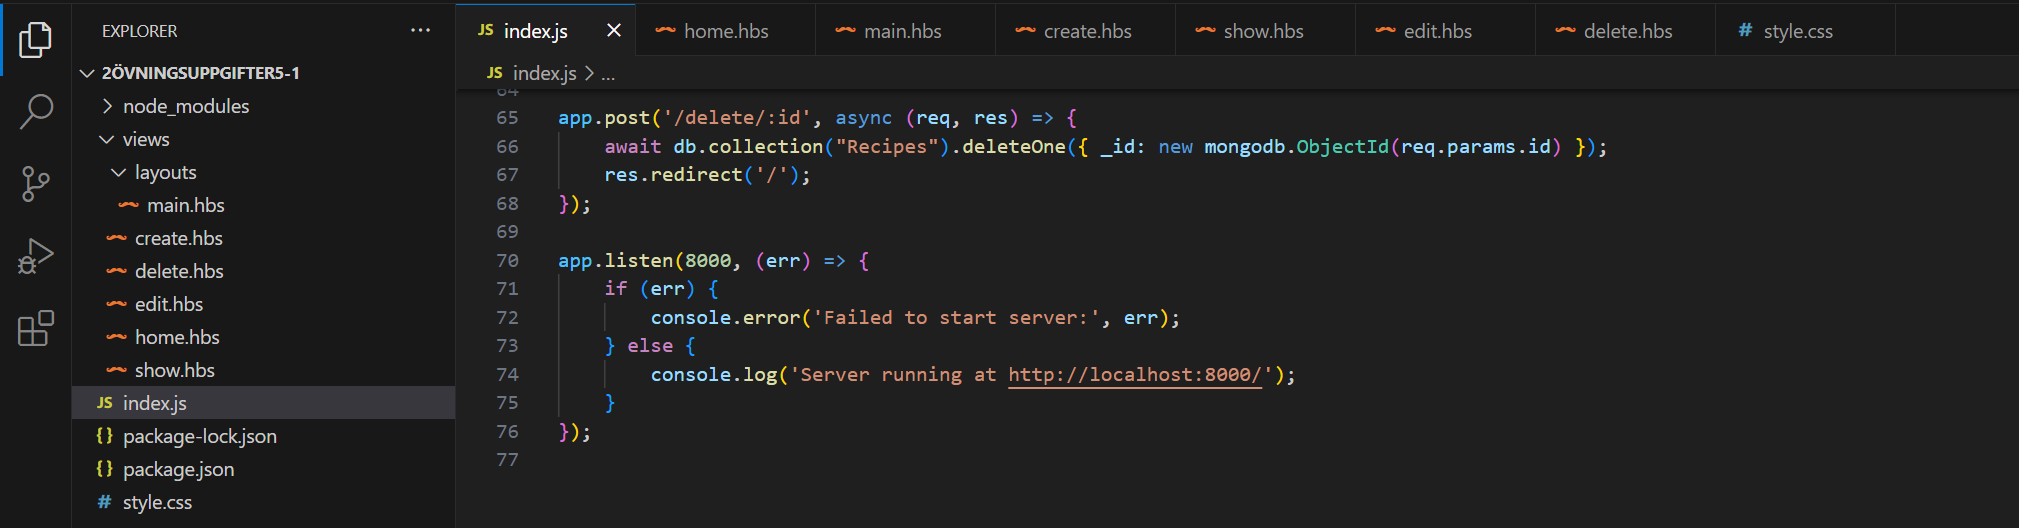 EXPLORER ...
2ÖVNINGSUPPGIFTER5-1
node_modules
views
layouts
main.hbs
create.hbs
delete.hbs
edit.hbs
home.hbs
show.hbs
JS index.js
{} package-lock.json
{} package.json
# style.css
JS index.js
home.hbs
main.hbs
create.hbs
show.hbs
edit.hbs
delete.hbs
# style.css
JS index.js > ...
64
65 app.post('/delete/:id', async (req, res) => {
66 await db.collection("Recipes").deleteOne({ _id: new mongodb.ObjectId(req.params.id) });
67 res.redirect('/');
68 });
69
70 app.listen(8000, (err) => {
71 if (err) {
72 console.error('Failed to start server:', err);
73 } else {
74 console.log('Server running at http://localhost:8000/');
75 }
76 });
77